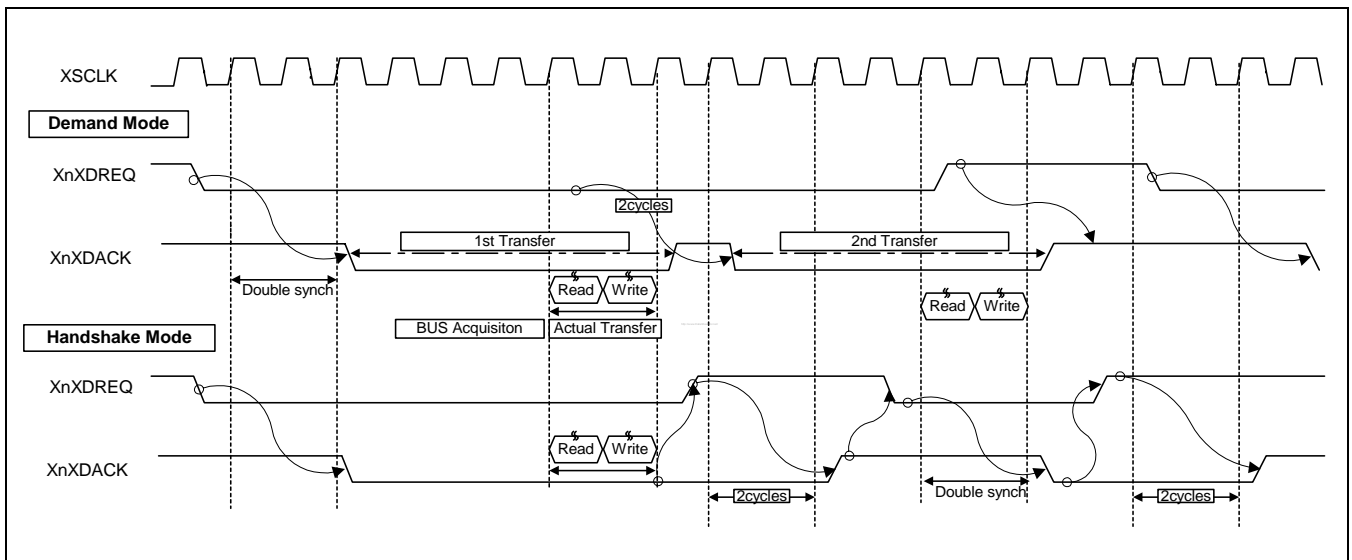 XSCLK
Demand Mode
XnXDREQ
2cycles
1st Transfer
2nd Transfer
XnXDACK
Double synch
Read Write
Read Write
BUS Acquisiton
Actual Transfer
Handshake Mode
XnXDREQ
Read Write
XnXDACK
2cycles
Double synch
2cycles